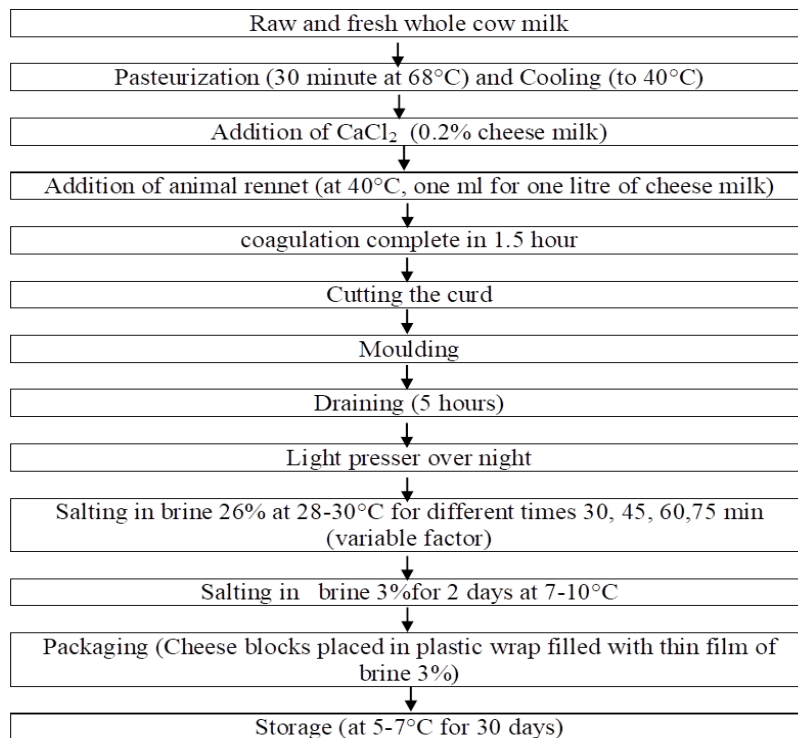 Raw and fresh whole cow milk
Pasteurization (30 minute at 68°C) and Cooling (to 40°C)
Addition of CaCl₂ (0.2% cheese milk)
Addition of animal rennet (at 40°C, one ml for one litre of cheese milk)
coagulation complete in 1.5 hour
Cutting the curd
Moulding
Draining (5 hours)
Light presser over night
Salting in brine 26% at 28-30°C for different times 30, 45, 60,75 min
(variable factor)
Salting in brine 3%for 2 days at 7-10°C
Packaging (Cheese blocks placed in plastic wrap filled with thin film of
brine 3%)
Storage (at 5-7°C for 30 days)